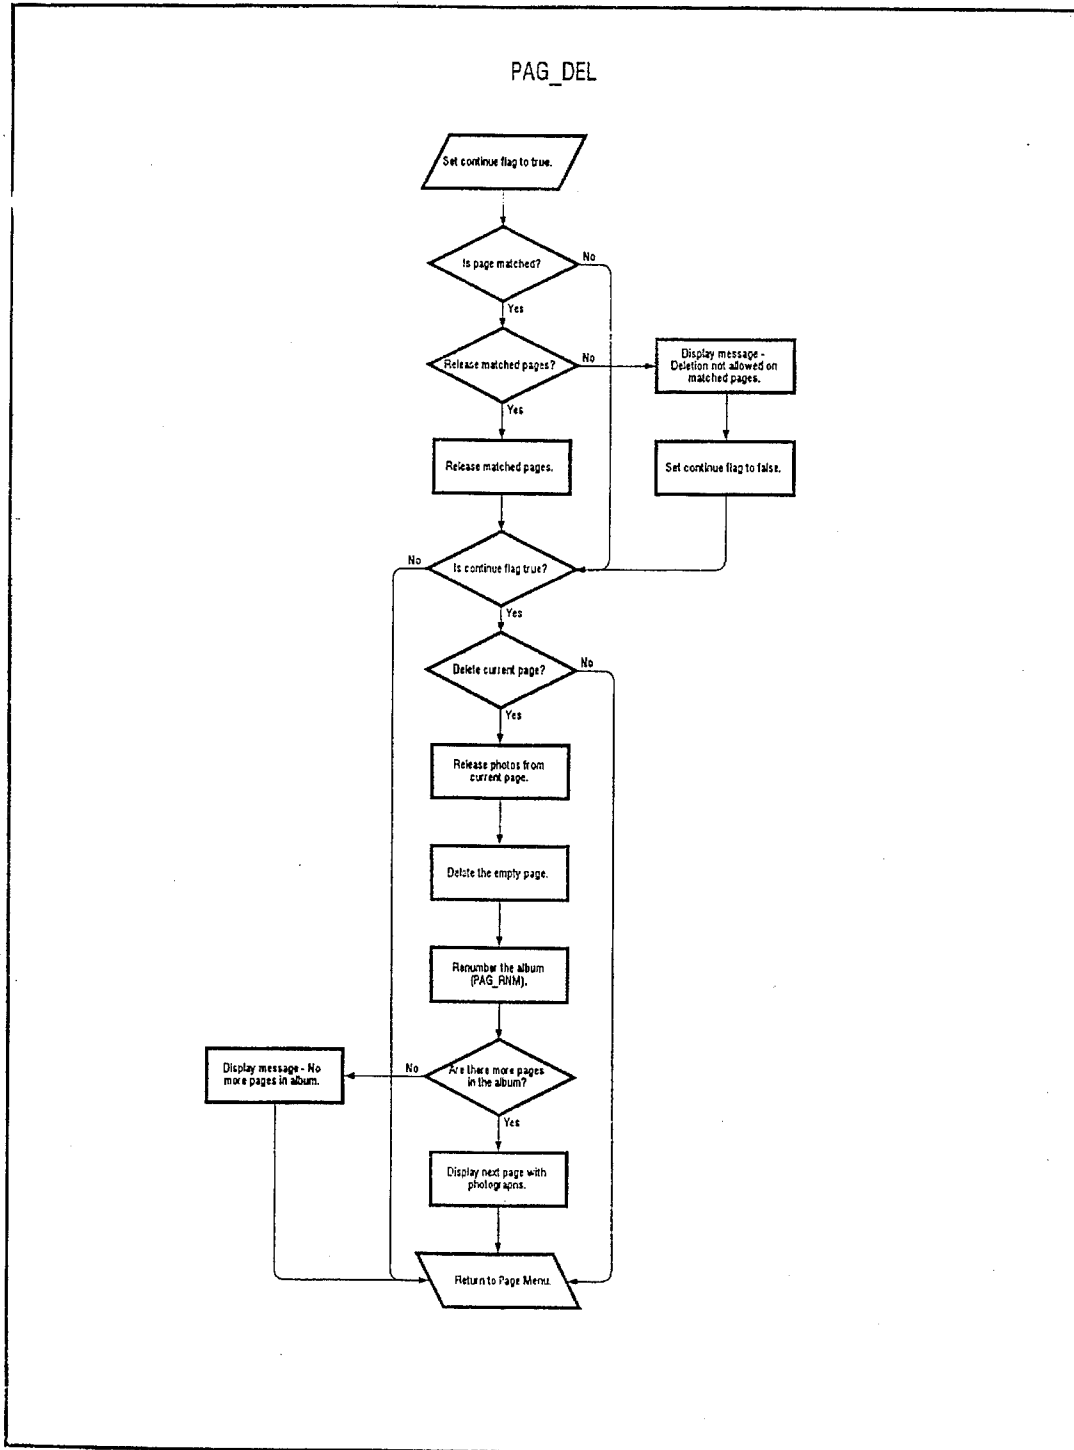 PAG_DEL
Set continue flag to true.
Is page matched?
No
Yes
Release matched pages?
No
Display message -
Deletion not allowed on
matched pages.
Yes
Release matched pages.
Set continue flag to false.
No
Is continue flag true?
Yes
Delete current page?
No
Yes
Release photos from
current page.
Delete the empty page.
Renumber the album
(PAG_RNM).
Display message - No
more pages in album.
No
Are there more pages
in the album?
Yes
Display next page with
photographs.
Return to Page Menu.